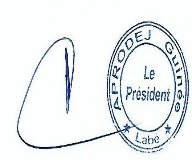 APRODEJ Guinée
Le
Président
Labé